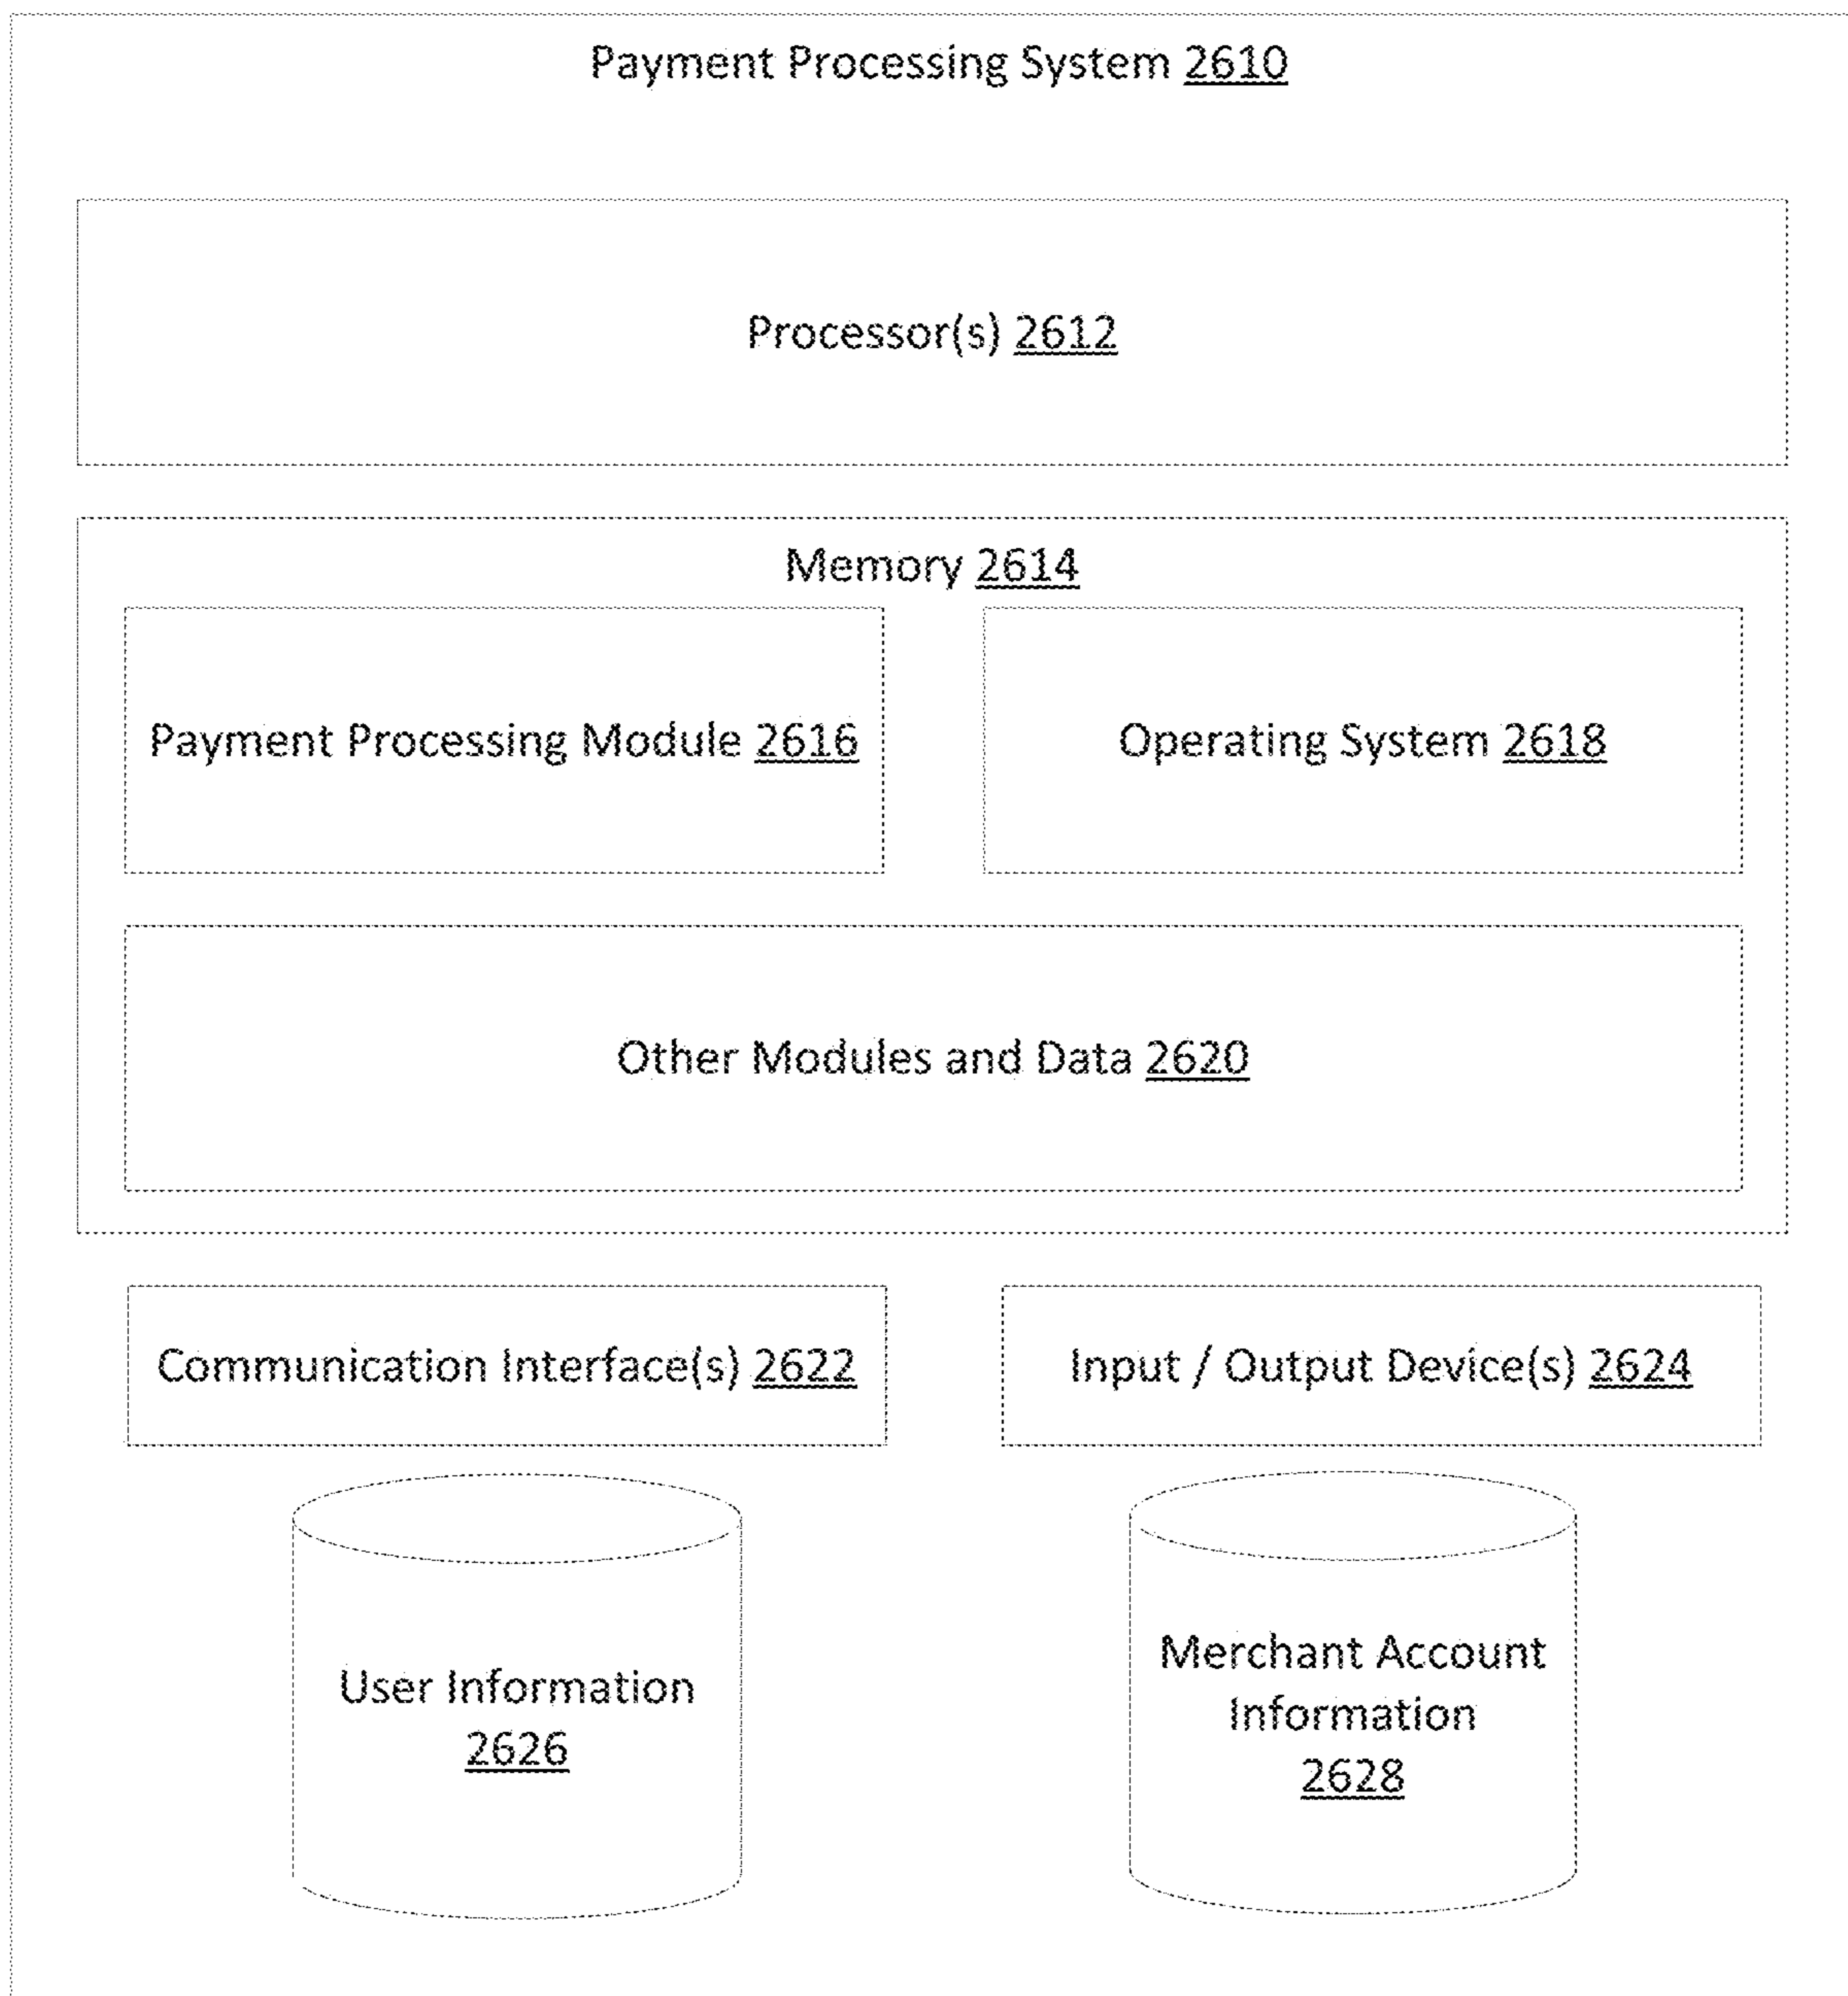 Payment Processing System 2610
Processor(s) 2612
Memory 2614
Payment Processing Module 2616
Operating System 2618
Other Modules and Data 2620
Communication Interface(s) 2622
Input / Output Device(s) 2624
User Information
2626
Merchant Account
Information
2628